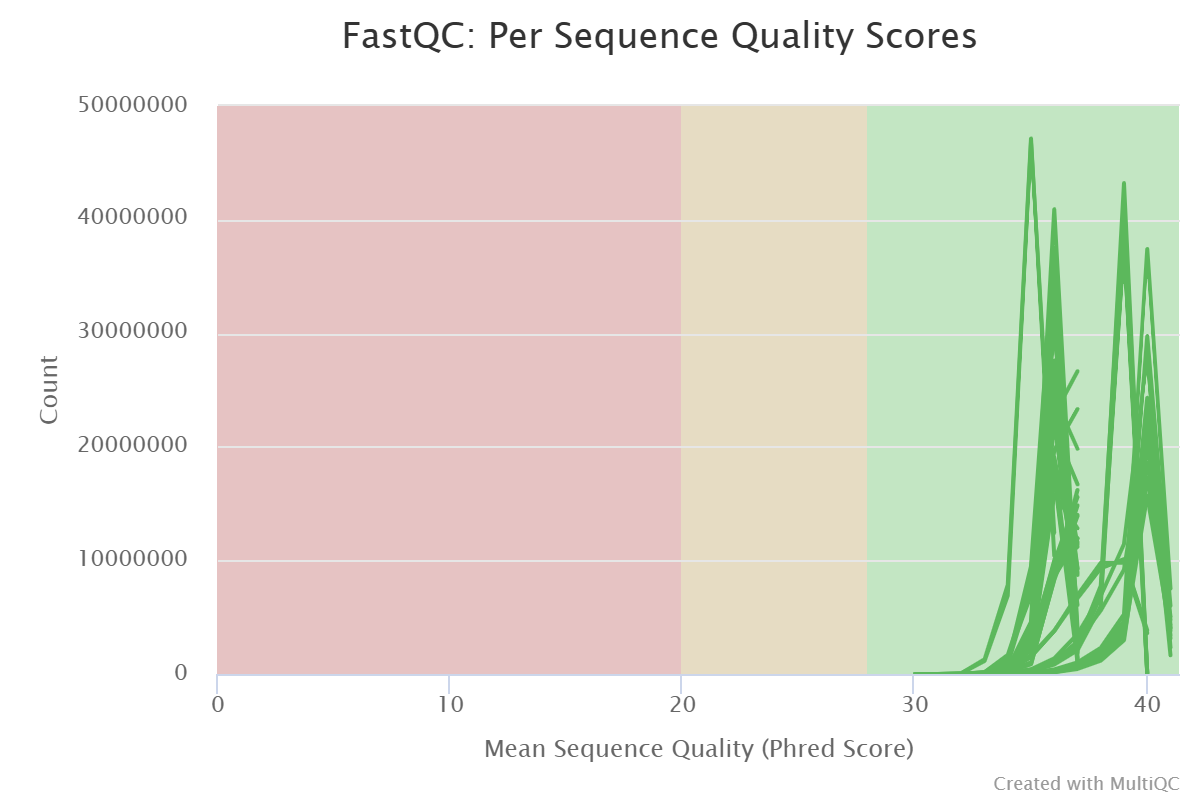 FastQC: Per Sequence Quality Scores
50000000
40000000
30000000
20000000
10000000
0
Count
0 10 20 30 40
Mean Sequence Quality (Phred Score)
Created with MultiQC